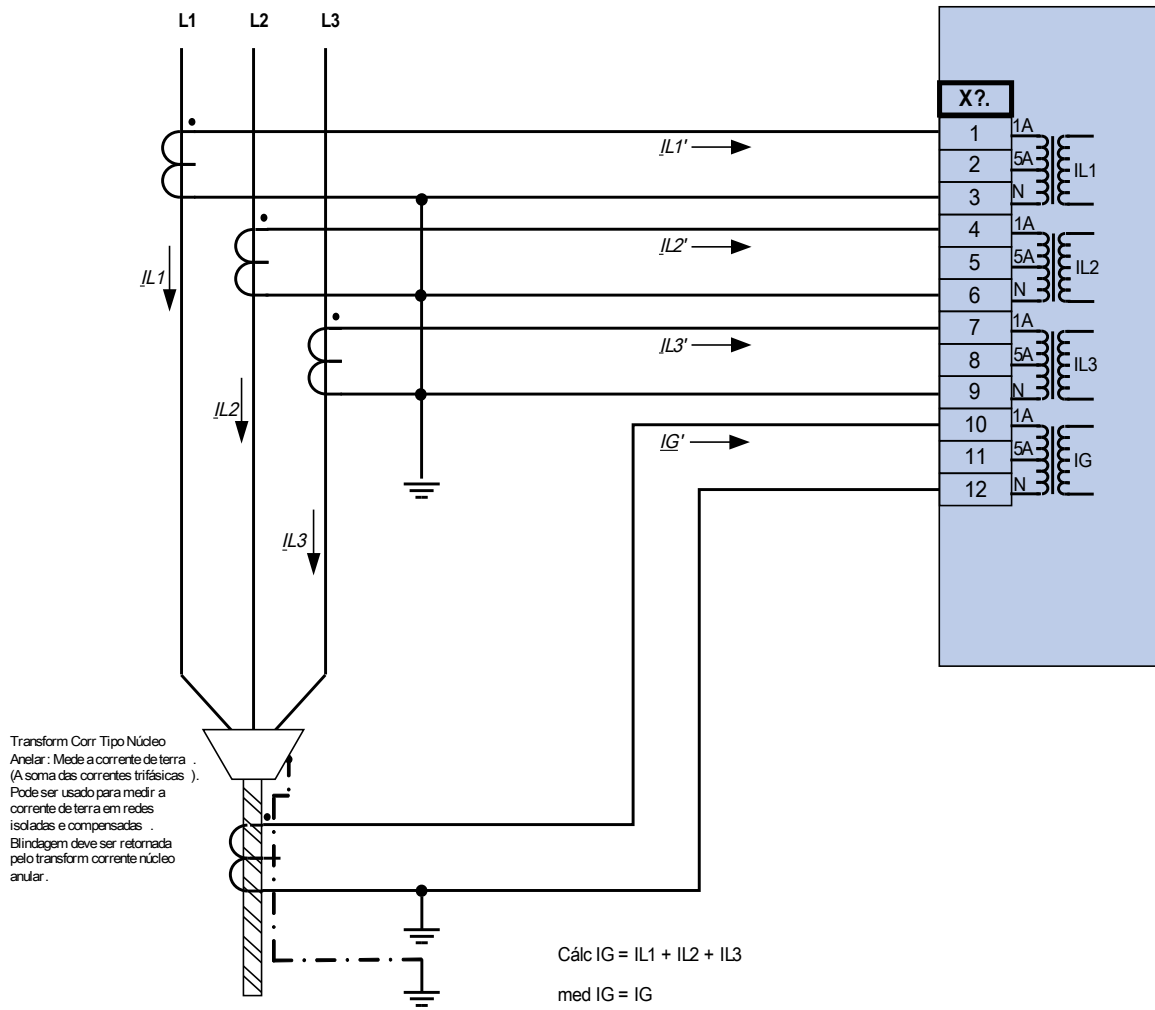 L1 L2 L3
X?.
1 1A
2 5A IL1
3 N
4 1A
5 5A IL2
6 N
7 1A
8 5A IL3
9 N
10 1A
11 5A IG
12 N
IL1'
IL2'
IL3'
IG'
IL1
IL2
IL3
Transform Corr Tipo Núcleo
Anelar : Mede a corrente de terra .
(A soma das correntes trifásicas ).
Pode ser usado para medir a
corrente de terra em redes
isoladas e compensadas .
Blindagem deve ser retornada
pelo transform corrente núcleo
anular .
Cálc IG = IL1 + IL2 + IL3
med IG = IG